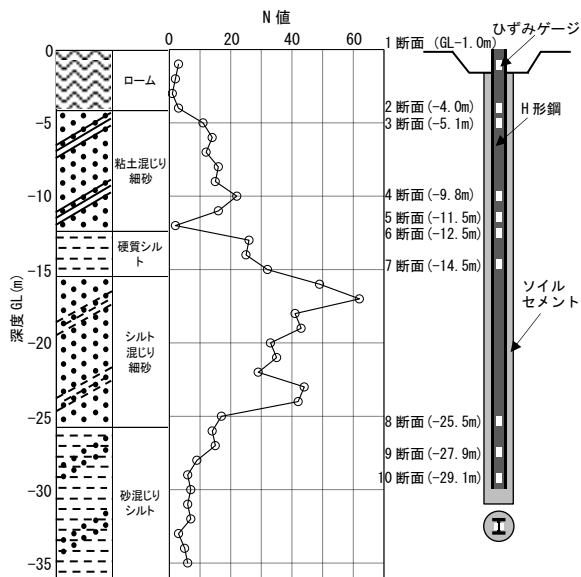 N 値
0
20
40
60
0
−5
−10
−15
−20
−25
−30
−35
深度 GL(m)
ローム
粘土混じり
細砂
硬質シル
ト
シルト
混じり
細砂
砂混じり
シルト
1 断面 (GL-1.0m)
2 断面(-4.0m)
3 断面(-5.1m)
4 断面(-9.8m)
5 断面(-11.5m)
6 断面(-12.5m)
7 断面(-14.5m)
8 断面(-25.5m)
9 断面(-27.9m)
10 断面(-29.1m)
ひずみゲージ
H 形鋼
ソイル
セメント